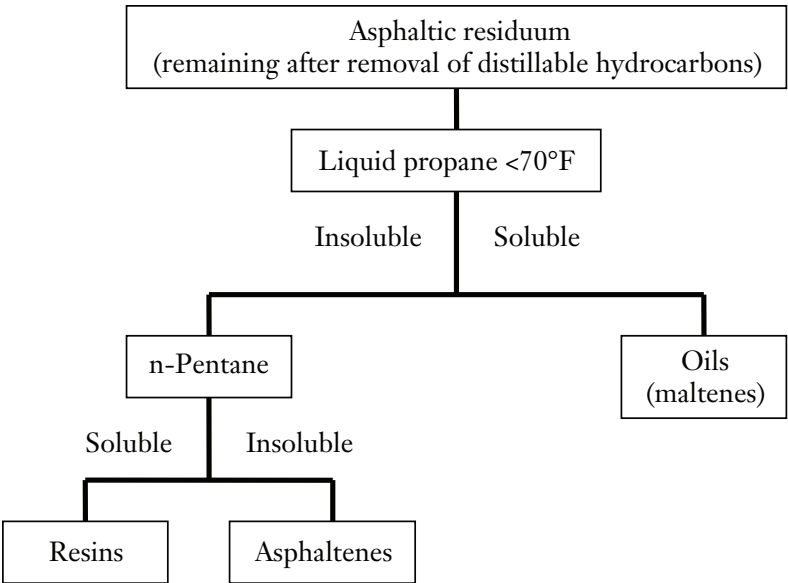 Asphaltic residuum
(remaining after removal of distillable hydrocarbons)
Liquid propane <70°F
Insoluble
Soluble
n-Pentane
Oils
(maltenes)
Soluble
Insoluble
Resins
Asphaltenes